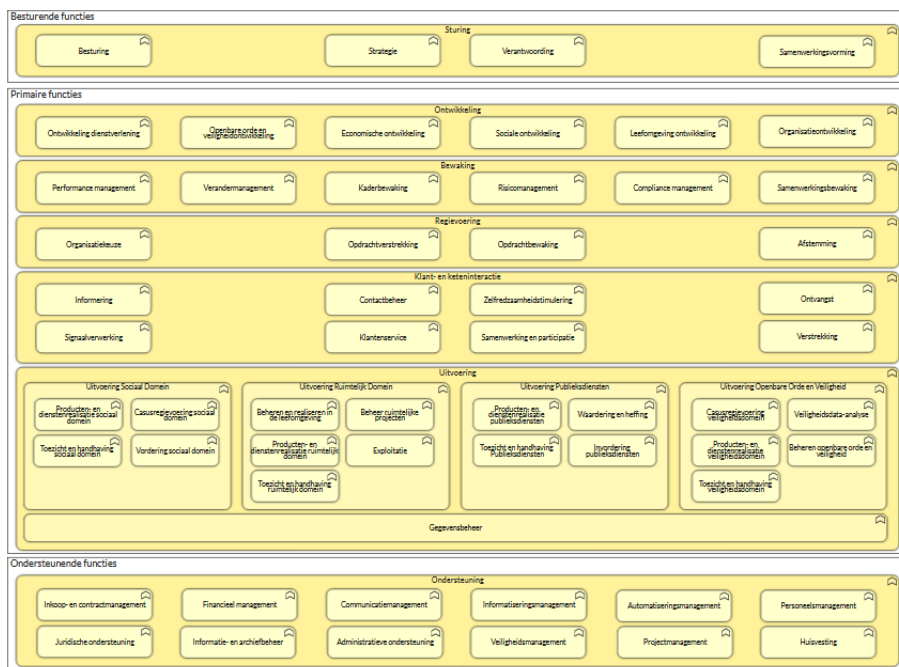 Besturende functies
Sturing
Besturing
Strategie
Verantwoording
Samenwerkingsvorming
Primaire functies
Ontwikkeling
Ontwikkeling dienstverlening
Openbare orde en
veiligheidontwikkeling
Economische ontwikkeling
Sociale ontwikkeling
Leefomgeving ontwikkeling
Organisatieontwikkeling
Bewaking
Performance management
Verandermanagement
Kaderbewaking
Risicomanagement
Compliance management
Samenwerkingsbewaking
Regievoering
Organisatiekeuze
Opdrachtverstrekking
Opdrachtbewaking
Afstemming
Klant- en keteninteractie
Informering
Contactbeheer
Zelfredzaamheidstimulering
Ontvangst
Signaalverwerking
Klantenservice
Samenwerking en participatie
Verstrekking
Uitvoering
Uitvoering Sociaal Domein
Producten- en
dienstenrealisatie sociaal
domein
Casusregievoering sociaal
domein
Toezicht en handhaving
sociaal domein
Vordering sociaal domein
Uitvoering Ruimtelijk Domein
Beheren en realiseren in
de leefomgeving
Beheer ruimtelijke
projecten
Producten- en
dienstenrealisatie ruimtelijk
domein
Exploitatie
Toezicht en handhaving
ruimtelijk domein
Uitvoering Publieksdiensten
Producten- en
dienstenrealisatie
publieksdiensten
Waardering en heffing
Toezicht en handhaving
Publieksdiensten
Invordering
publieksdiensten
Uitvoering Openbare Orde en Veiligheid
Casusregievoering
veiligheidsdomein
Veiligheidsdata-analyse
Producten- en
dienstenrealisatie
veiligheidsdomein
Beheren openbare orde en
veiligheid
Toezicht en handhaving
veiligheidsdomein
Gegevensbeheer
Ondersteunende functies
Ondersteuning
Inkoop- en contractmanagement
Financieel management
Communicatiemanagement
Informatiseringsmanagement
Automatiseringsmanagement
Personeelsmanagement
Juridische ondersteuning
Informatie- en archiefbeheer
Administratieve ondersteuning
Veiligheidsmanagement
Projectmanagement
Huisvesting